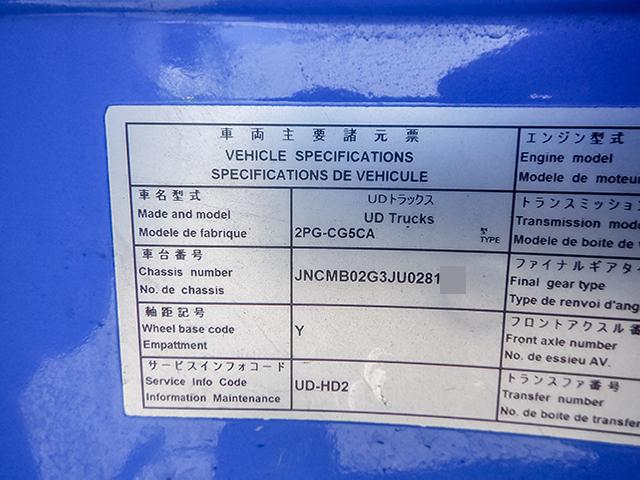 車両主要諸元票
VEHICLE SPECIFICATIONS
SPECIFICATIONS DE VEHICULE
車名型式
Made and model
Modele de fabrique
UDトラックス
UD Trucks
2PG-CG5CA
型
TYPE
車台番号
Chassis number
No. de chassis
JNCMB02G3JU0281
軸距記号
Wheel base code
Empattment
Y
サービスインフォコード
Service Info Code
Information Maintenance
UD-HD2
エンジン型式
Engine model
Modele de moteur
トランスミッション
Transmission mode
Modele de boite de
ファイナルギアタ
Final gear type
Type de renvoi d'ang
フロントアクスル番
Front axle number
No. de essieu AV.
トランスファ番号
Transfer number
No. de boite de transfer